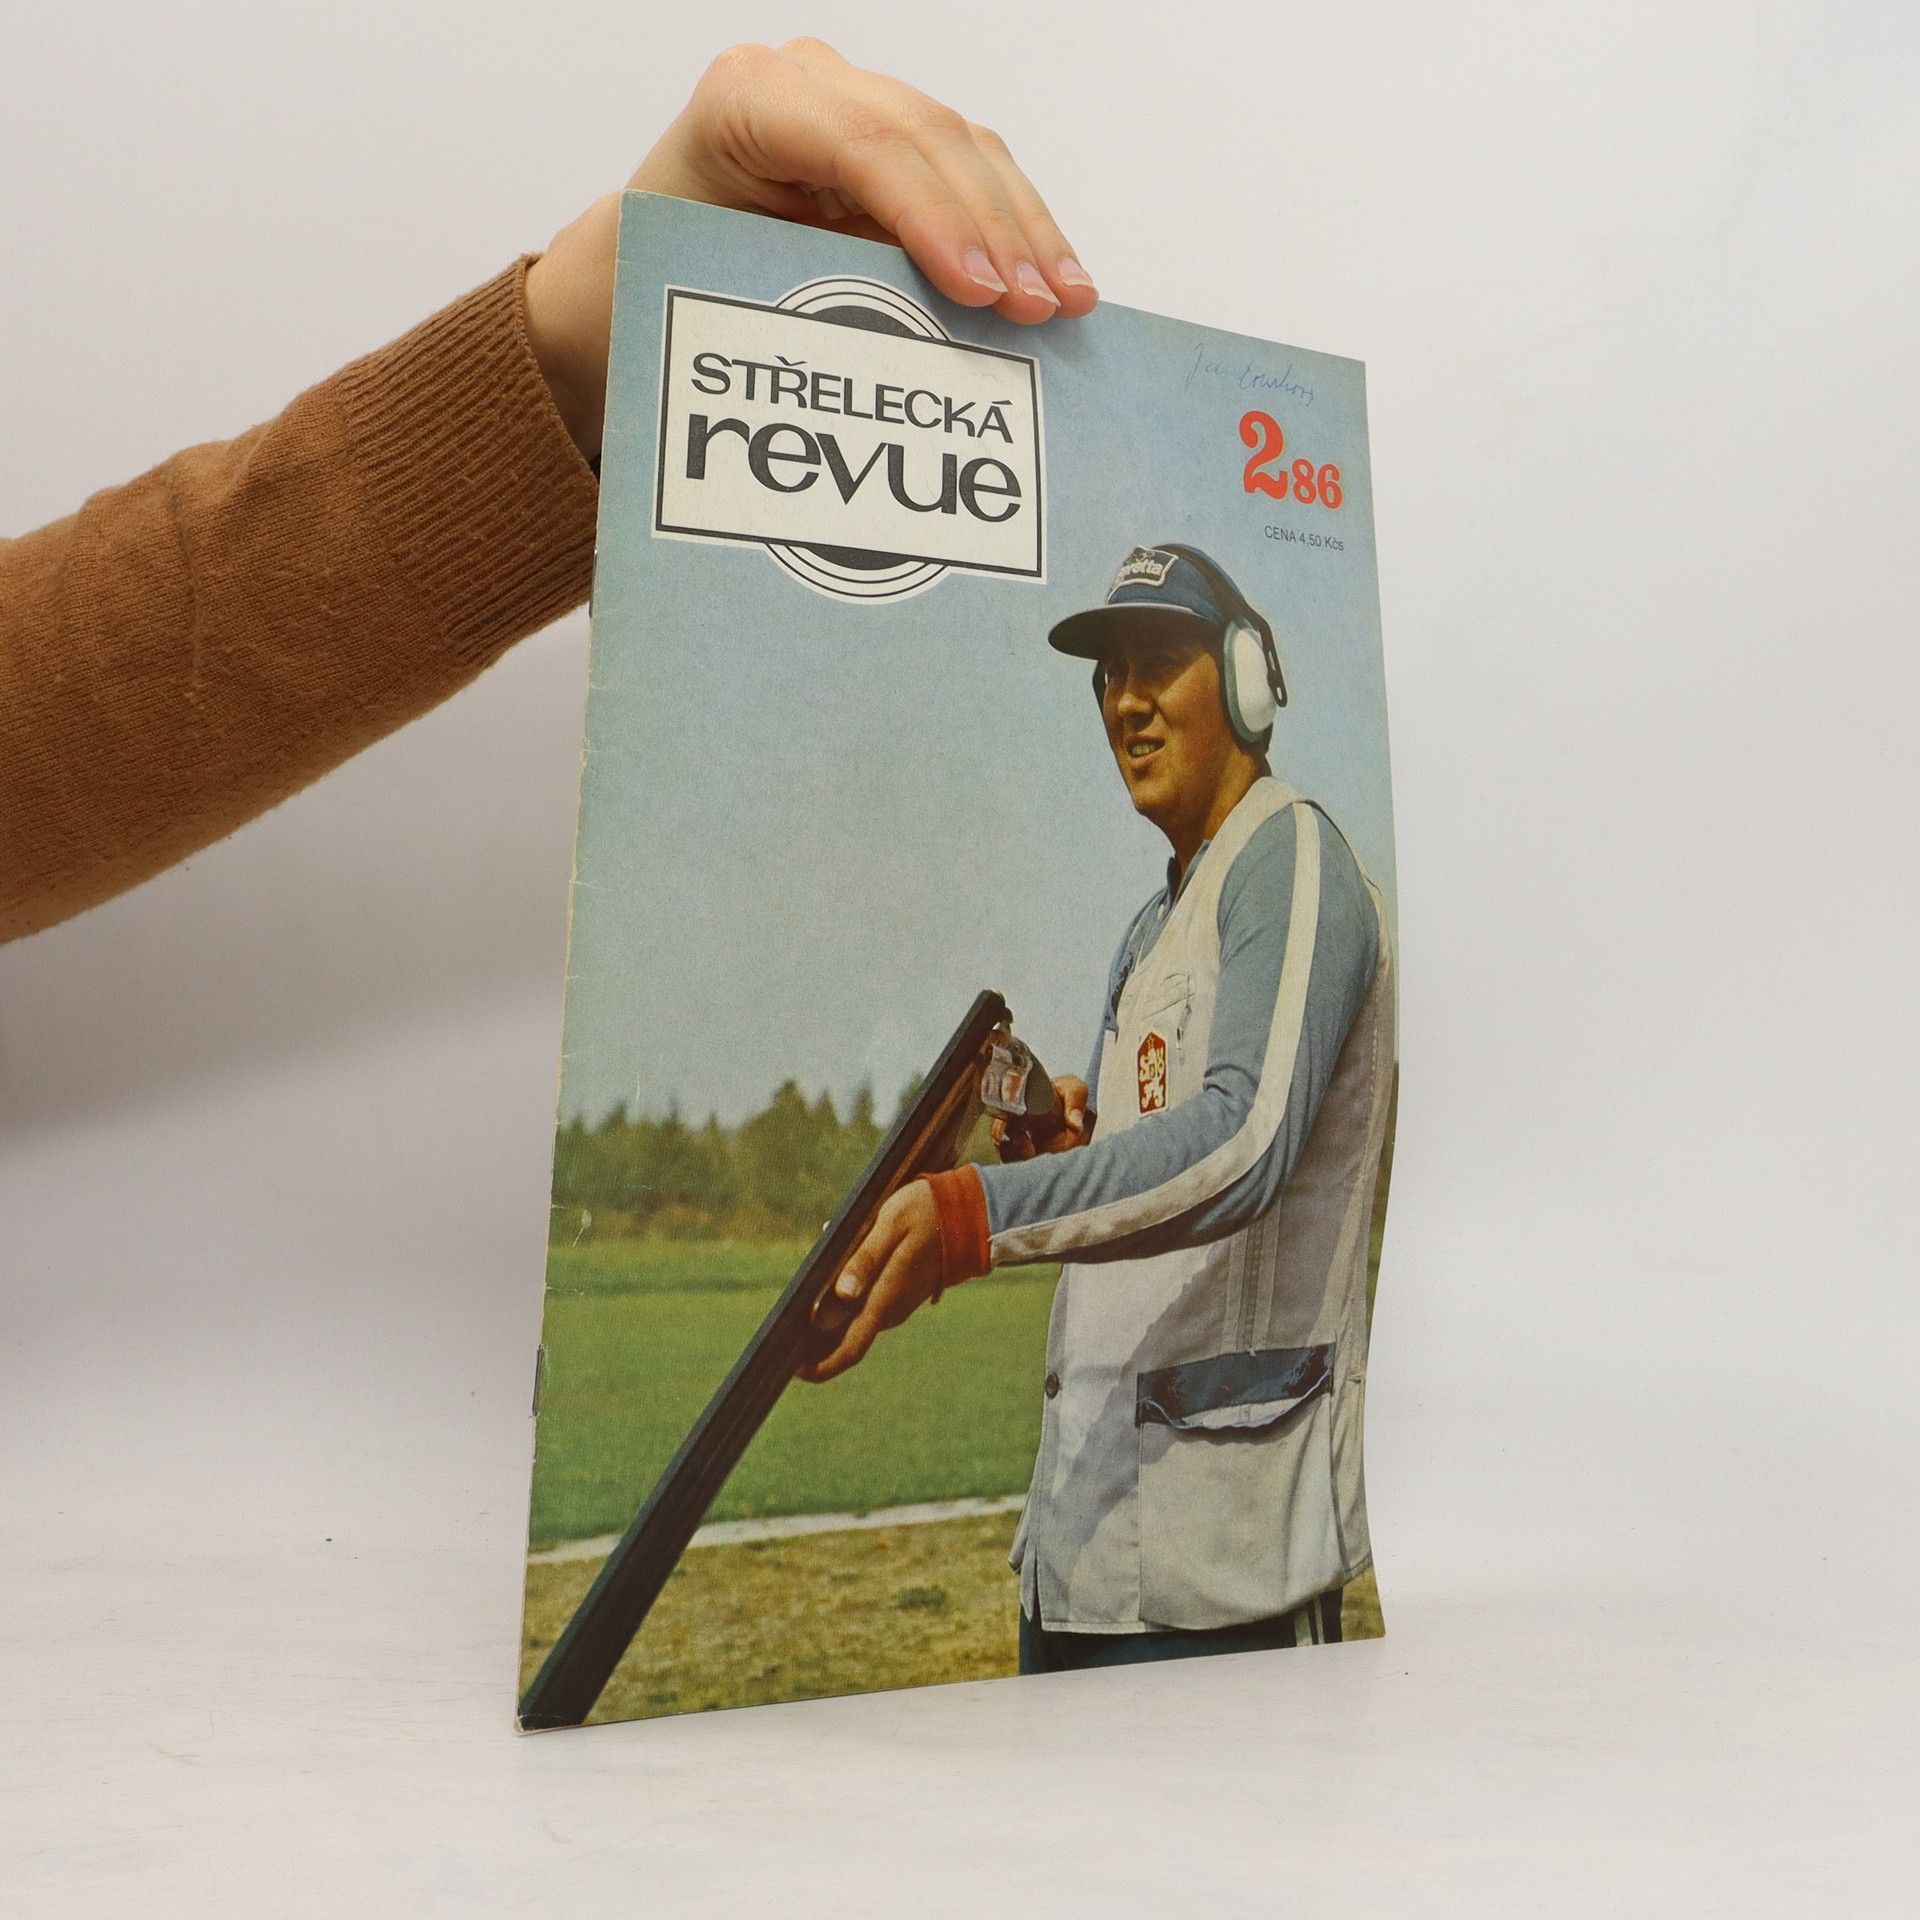 STŘELECKÁ
revue
2 86
CENA 4,50 Kčs